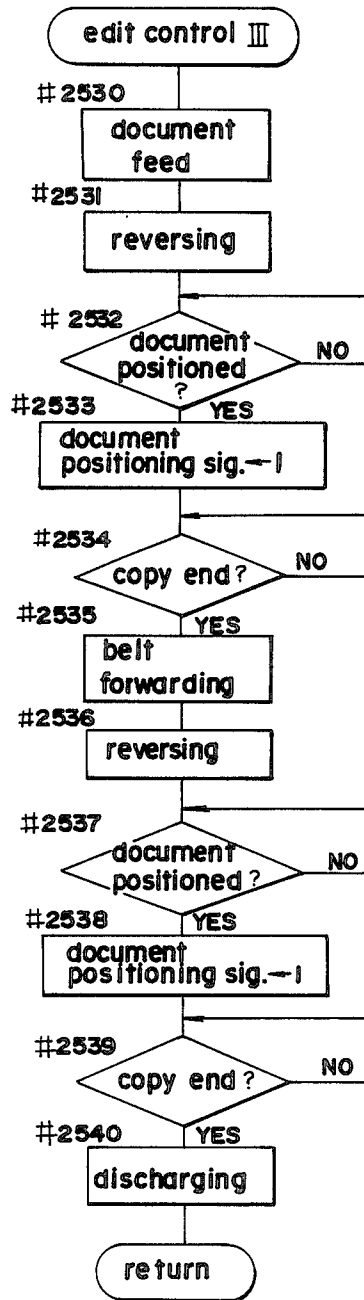 edit control III
#2530
document
feed
#2531
reversing
#2532
document
positioned
?
NO
#2533
YES
document
positioning sig.←1
#2534
copy end?
NO
#2535
YES
belt
forwarding
#2536
reversing
#2537
document
positioned?
NO
#2538
YES
document
positioning sig.←1
#2539
copy end?
NO
#2540
YES
discharging
return